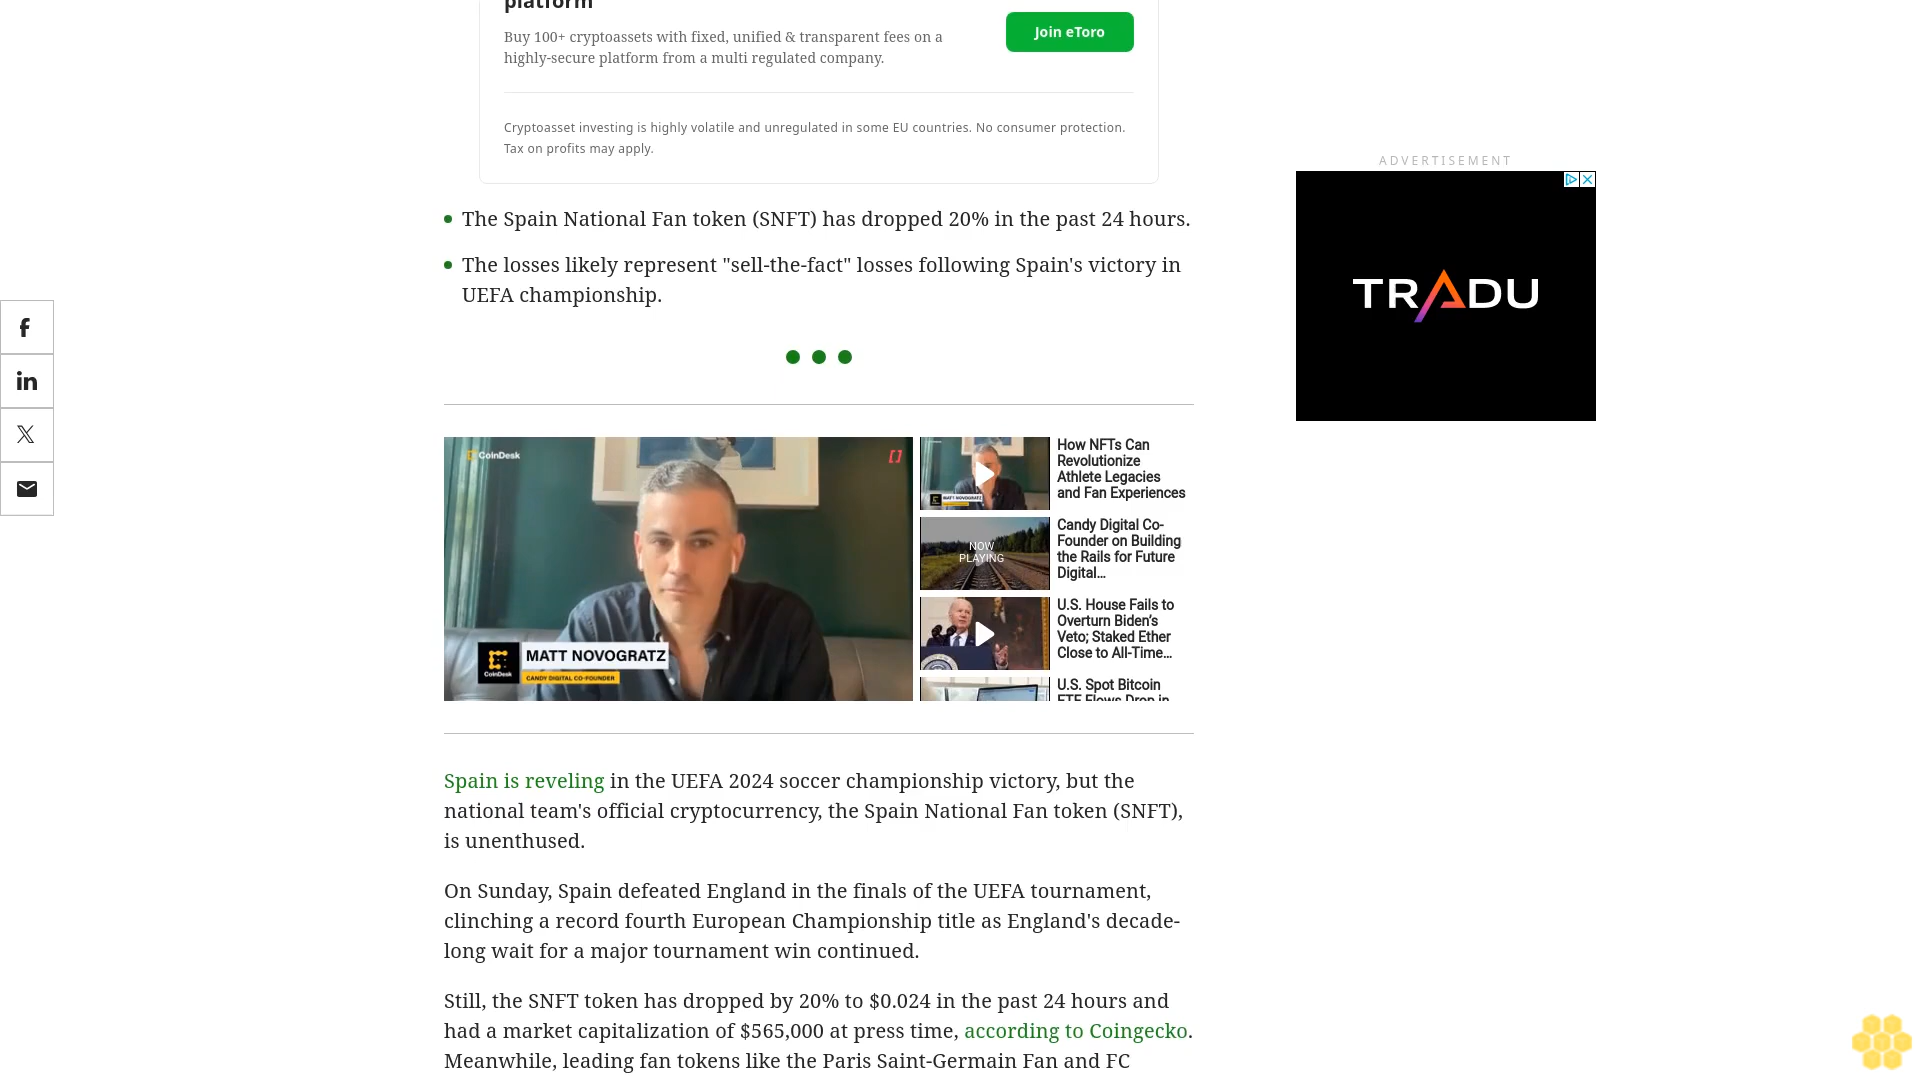 platform
Buy 100+ cryptoassets with fixed, unified & transparent fees on a
highly-secure platform from a multi regulated company.
Join eToro
Cryptoasset investing is highly volatile and unregulated in some EU countries. No consumer protection.
Tax on profits may apply.
ADVERTISEMENT
TRADU
The Spain National Fan token (SNFT) has dropped 20% in the past 24 hours.
The losses likely represent "sell-the-fact" losses following Spain's victory in
UEFA championship.
CoinDesk
MATT NOVOGRATZ
CANDY DIGITAL CO-FOUNDER
CoinDesk
MATT NOVOGRATZ
How NFTs Can
Revolutionize
Athlete Legacies
and Fan Experiences
NOW
PLAYING
Candy Digital Co-
Founder on Building
the Rails for Future
Digital...
U.S. House Fails to
Overturn Biden's
Veto; Staked Ether
Close to All-Time...
U.S. Spot Bitcoin
ETF Flows Drop in
Spain is reveling in the UEFA 2024 soccer championship victory, but the
national team's official cryptocurrency, the Spain National Fan token (SNFT),
is unenthused.
On Sunday, Spain defeated England in the finals of the UEFA tournament,
clinching a record fourth European Championship title as England's decade-
long wait for a major tournament win continued.
Still, the SNFT token has dropped by 20% to $0.024 in the past 24 hours and
had a market capitalization of $565,000 at press time, according to Coingecko.
Meanwhile, leading fan tokens like the Paris Saint-Germain Fan and FC